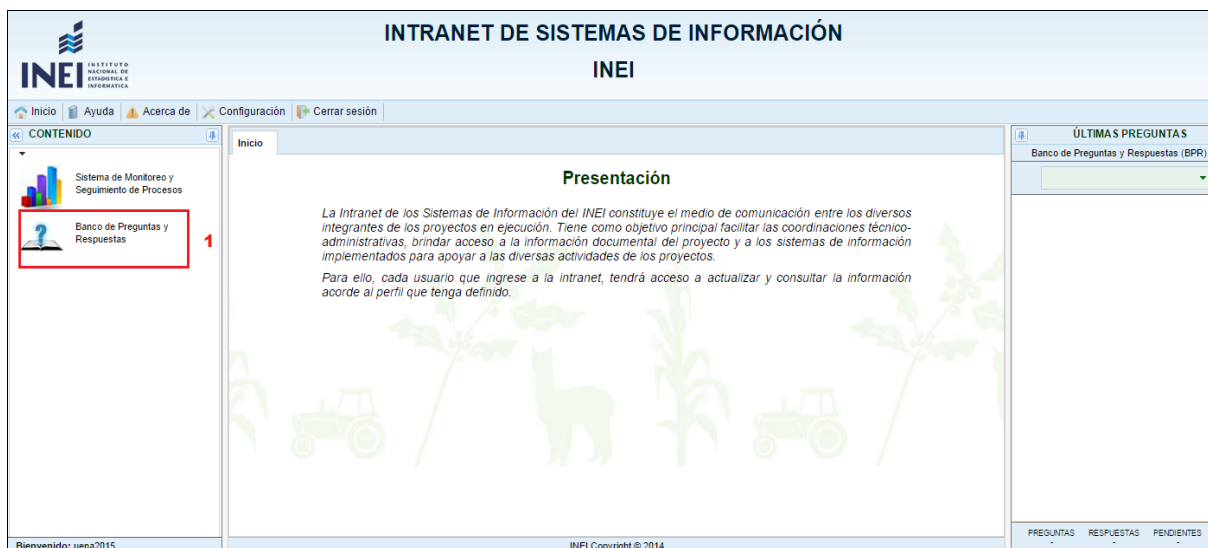 INTRANET DE SISTEMAS DE INFORMACIÓN
INEI
INEI
INSTITUTO
NACIONAL DE
ESTADISTICA E
INFORMATICA
Inicio Ayuda Acerca de Configuración Cerrar sesión
CONTENIDO
Sistema de Monitoreo y
Seguimiento de Procesos
Banco de Preguntas y
Respuestas
1
Bienvenido: uena2015
Inicio
Presentación
La Intranet de los Sistemas de Información del INEI constituye el medio de comunicación entre los diversos
integrantes de los proyectos en ejecución. Tiene como objetivo principal facilitar las coordinaciones técnico-
administrativas, brindar acceso a la información documental del proyecto y a los sistemas de información
implementados para apoyar a las diversas actividades de los proyectos.
Para ello, cada usuario que ingrese a la intranet, tendrá acceso a actualizar y consultar la información
acorde al perfil que tenga definido.
INEI Copyright © 2014
ÚLTIMAS PREGUNTAS
Banco de Preguntas y Respuestas (BPR)
PREGUNTAS RESPUESTAS PENDIENTES
- - -